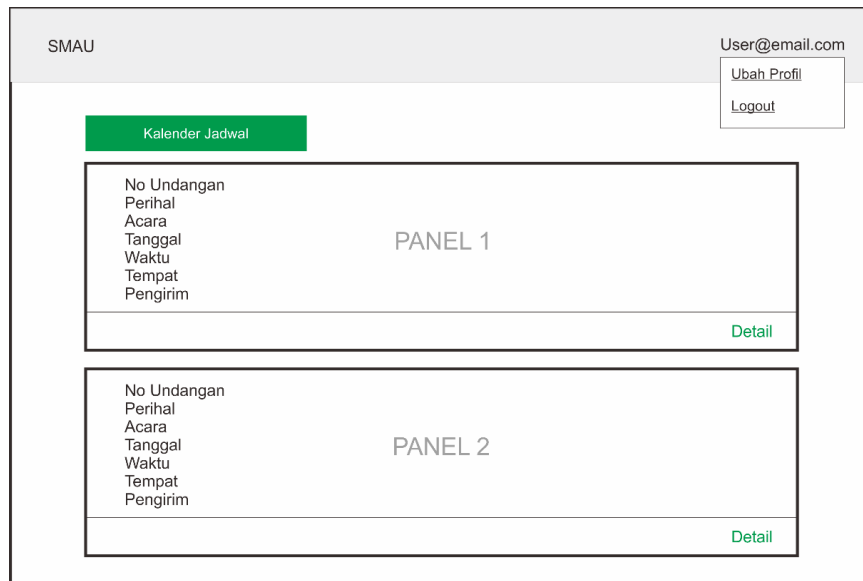 SMAU
User@email.com
Ubah Profil
Logout
Kalender Jadwal
No Undangan
Perihal
Acara
Tanggal
Waktu
Tempat
Pengirim
PANEL 1
Detail
No Undangan
Perihal
Acara
Tanggal
Waktu
Tempat
Pengirim
PANEL 2
Detail